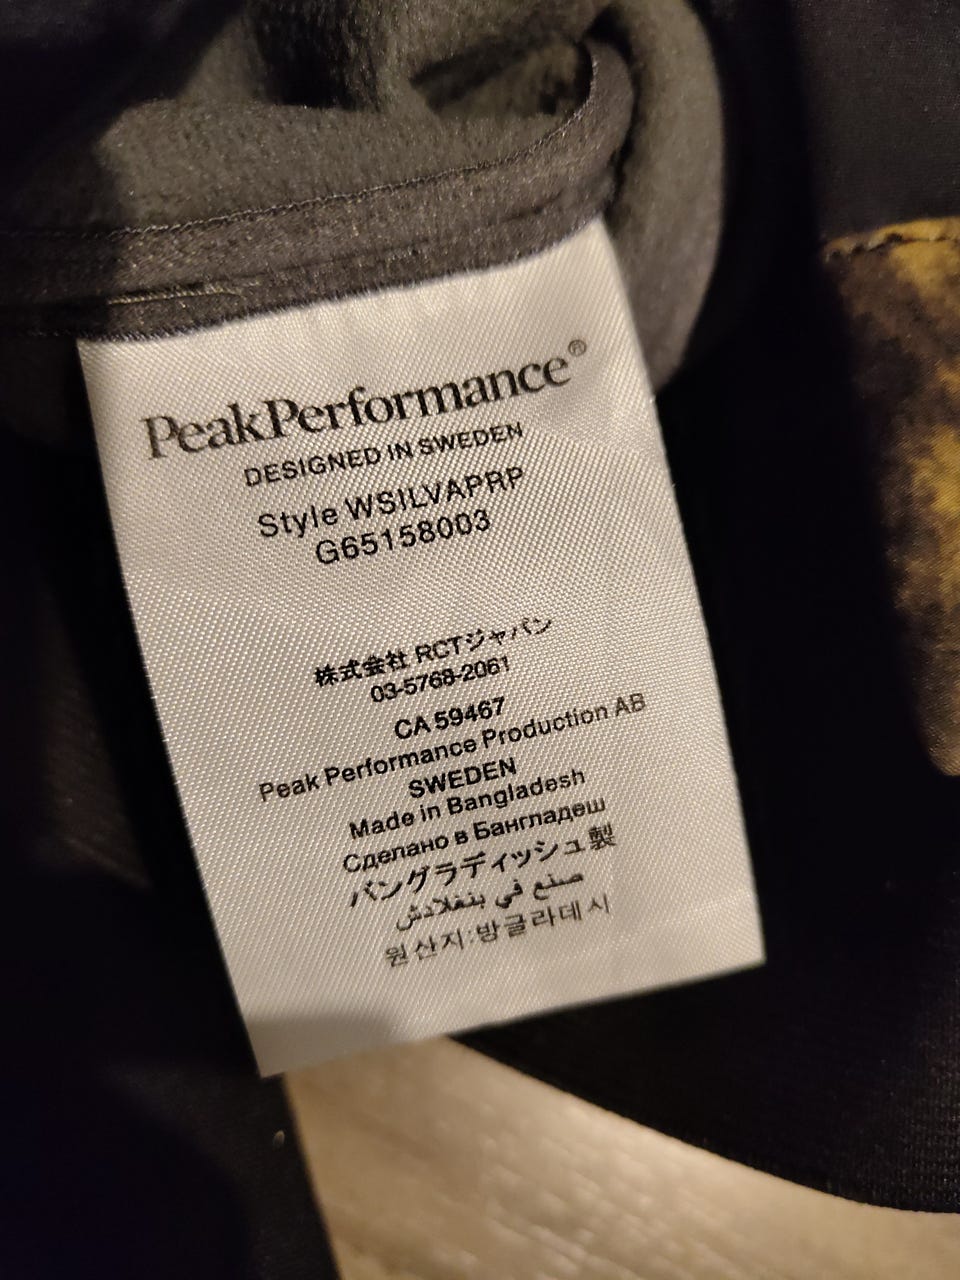 PeakPerformance®
DESIGNED IN SWEDEN
Style WSILVAPRP
G65158003
株式会社 RCTジャパン
03-5768-2061
CA 59467
Peak Performance Production AB
SWEDEN
Made in Bangladesh
Сделано в Бангладеш
バングラディッシュ製
صنع في بنغلادش
원산지:방글라데시